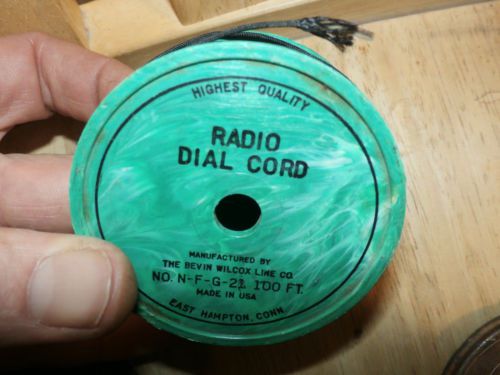 HIGHEST QUALITY
RADIO
DIAL CORD
MANUFACTURED BY
THE BEVIN WILCOX LINE CO.
NO. N-F-G-21 100 FT.
MADE IN USA
EAST HAMPTON, CONN